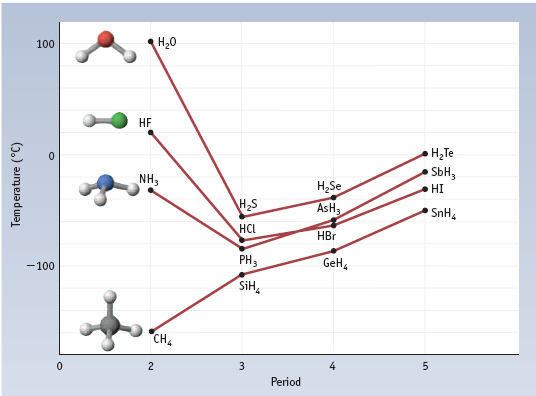 100
H₂O
HF
NH₃
Temperature (°C)
0
H₂Te
SbH₃
H₂Se
HI
H₂S
AsH₃
SnH₄
HCl
HBr
PH₃
GeH₄
−100
SiH₄
CH₄
0
2
3
4
5
Period